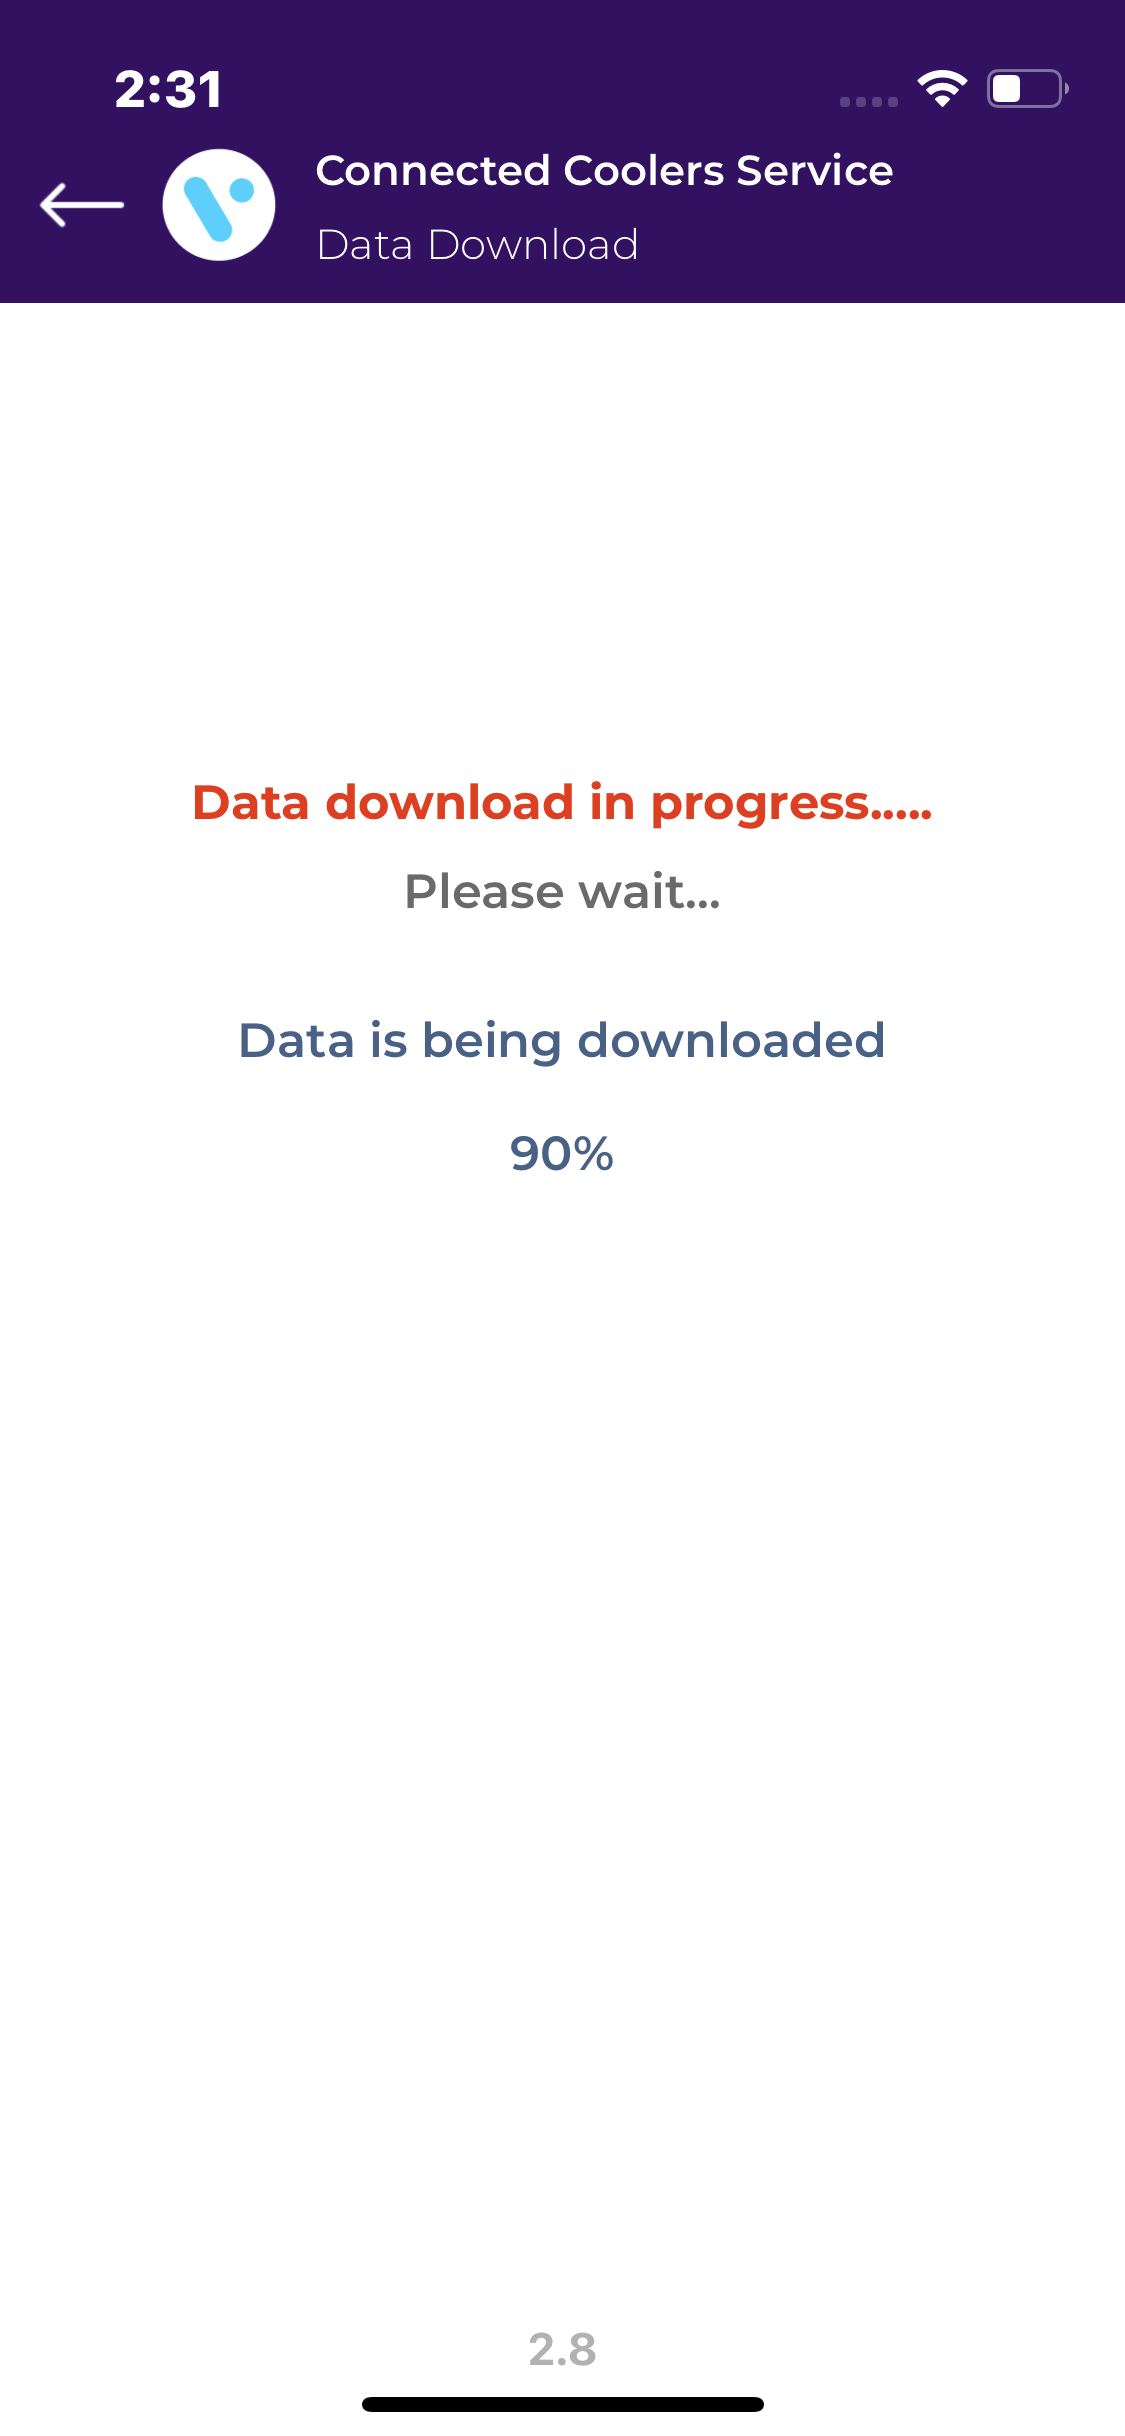 2:31
Connected Coolers Service
Data Download
Data download in progress.....
Please wait...
Data is being downloaded
90%
2.8